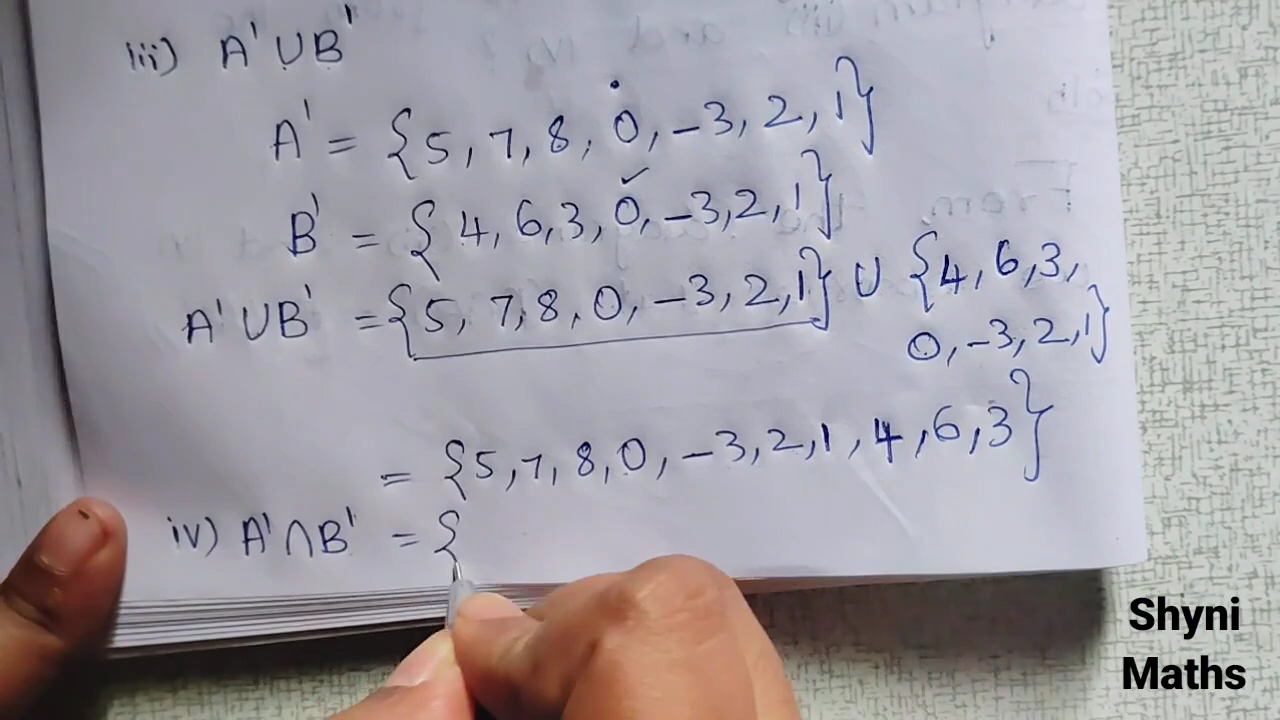 iii) A' ∪ B'
A' = {5, 7, 8, 0, -3, 2, 1}
B' = {4, 6, 3, 0, -3, 2, 1}
A' ∪ B' = {5, 7, 8, 0, -3, 2, 1} ∪ {4, 6, 3,
0, -3, 2, 1}
= {5, 7, 8, 0, -3, 2, 1, 4, 6, 3}
iv) A' ∩ B' = {
Shyni
Maths